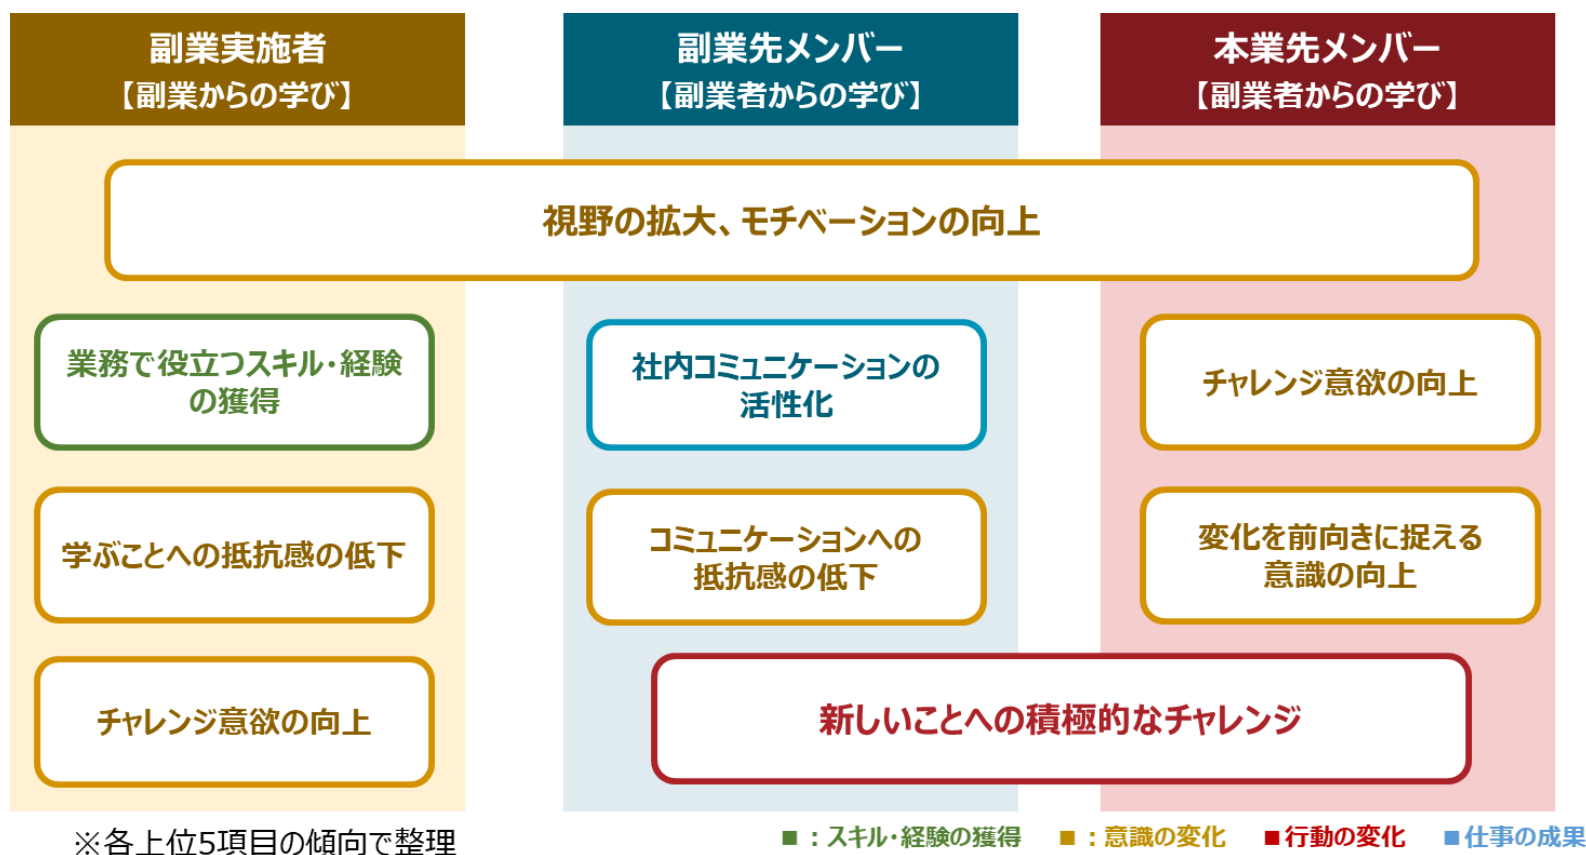 副業実施者
【副業からの学び】
副業先メンバー
【副業者からの学び】
本業先メンバー
【副業者からの学び】
視野の拡大、モチベーションの向上
業務で役立つスキル・経験
の獲得
社内コミュニケーションの
活性化
チャレンジ意欲の向上
学ぶことへの抵抗感の低下
コミュニケーションへの
抵抗感の低下
変化を前向きに捉える
意識の向上
チャレンジ意欲の向上
新しいことへの積極的なチャレンジ
※各上位5項目の傾向で整理
■：スキル・経験の獲得 ■：意識の変化 ■行動の変化 ■仕事の成果